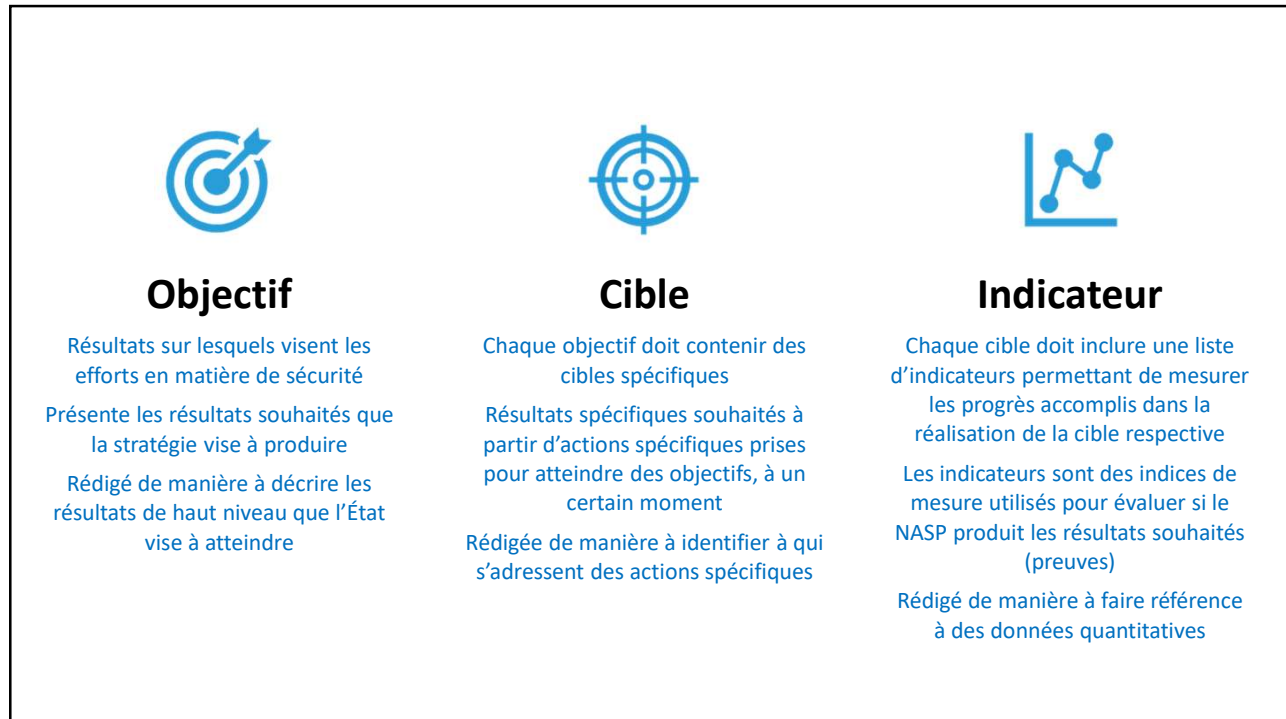 Objectif
Résultats sur lesquels visent les
efforts en matière de sécurité
Présente les résultats souhaités que
la stratégie vise à produire
Rédigé de manière à décrire les
résultats de haut niveau que l’État
vise à atteindre
Cible
Chaque objectif doit contenir des
cibles spécifiques
Résultats spécifiques souhaités à
partir d’actions spécifiques prises
pour atteindre des objectifs, à un
certain moment
Rédigée de manière à identifier à qui
s’adressent des actions spécifiques
Indicateur
Chaque cible doit inclure une liste
d’indicateurs permettant de mesurer
les progrès accomplis dans la
réalisation de la cible respective
Les indicateurs sont des indices de
mesure utilisés pour évaluer si le
NASP produit les résultats souhaités
(preuves)
Rédigé de manière à faire référence
à des données quantitatives